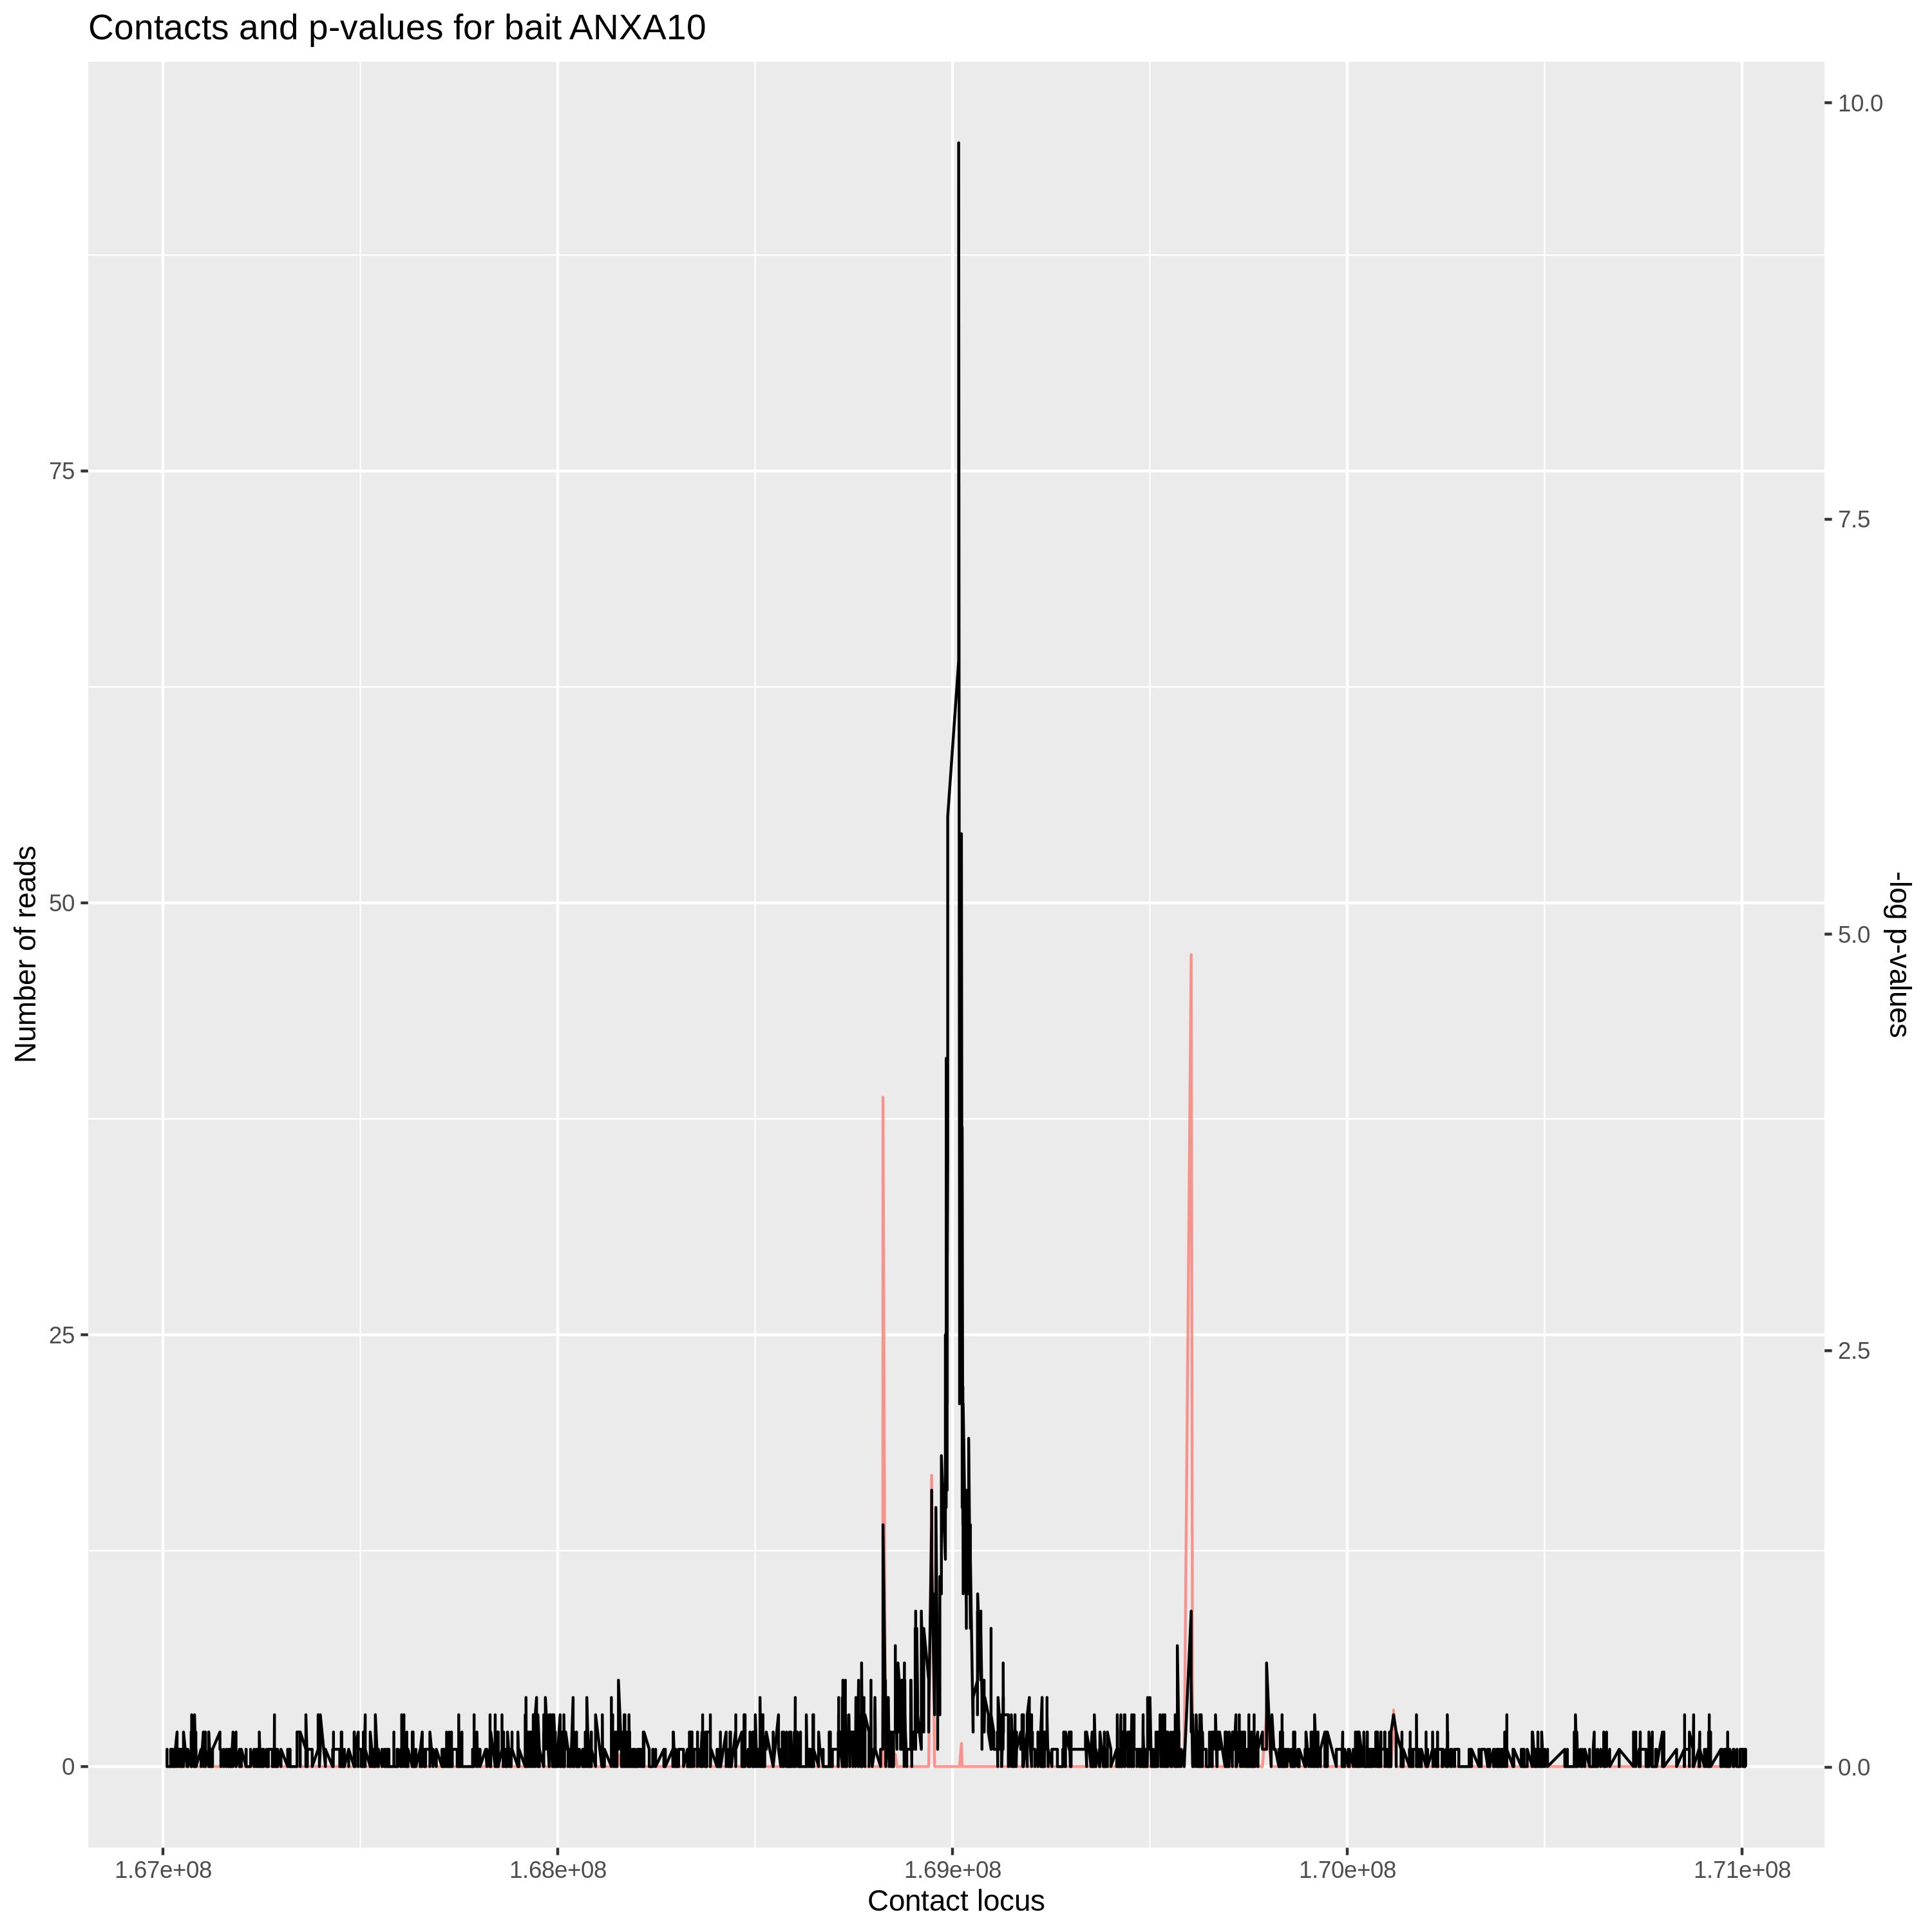 Contacts and p-values for bait ANXA10
10.0
75
7.5
Number of reads
50
5.0
-log p-values
25
2.5
0
0.0
1.67e+08 1.68e+08 1.69e+08 1.70e+08 1.71e+08
Contact locus